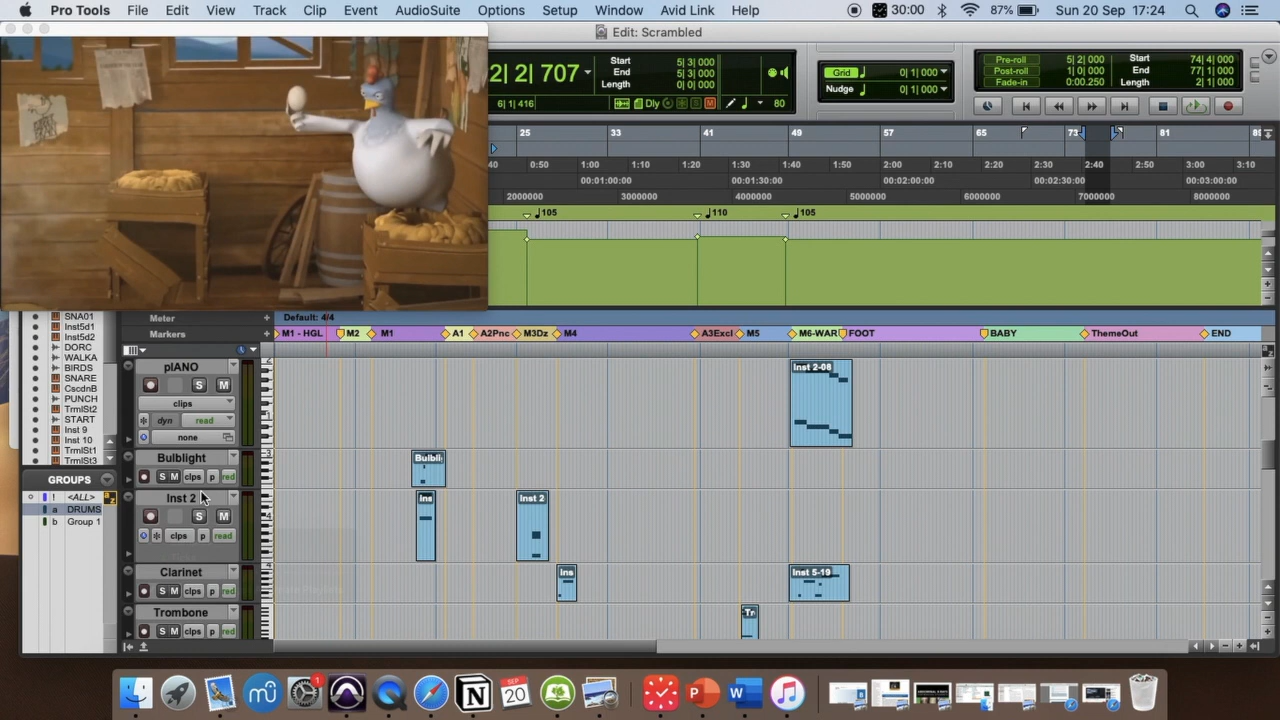 Pro Tools File Edit View Track Clip Event AudioSuite Options Setup Window Avid Link Help 30:00 87% Sun 20 Sep 17:24
Edit: Scrambled
2| 2| 707
Start 5| 3| 000
End 5| 3| 000
Length 0| 0| 000
6| 1| 416
Dly
M
80
Grid 0| 1| 000
Nudge 0| 1| 000
Pre-roll 5| 2| 000
Post-roll 1| 0| 000
Fade-in 0:00.250
Start 74| 4| 000
End 77| 1| 000
Length 2| 1| 000
25 33 41 49 57 65 73 81
40 0:50 1:00 1:10 1:20 1:30 1:40 1:50 2:00 2:10 2:20 2:30 2:40 2:50 3:00 3:10
00:01:00:00 00:01:30:00 00:02:00:00 00:02:30:00 00:03:00:00
2000000 3000000 4000000 5000000 6000000 7000000 8000000
105 110 105
Meter Default: 4/4
Markers M1 - HGL M2 M1 A1 A2Pnc M3Dz M4 A3Excl M5 M6-WAR FOOT BABY ThemeOut END
SNA01
Inst5d1
Inst5d2
DORC
WALKA
BIRDS
SNARE
CscdnB
PUNCH
TrmlSt2
START
Inst 9
Inst 10
TrmlSt1
TrmlSt3
GROUPS
! <ALL>
a DRUMS
b Group 1
pIANO
S M
clips
dyn read
none
Inst 2-08
Bulblight
S M clps p red
Bulbli
Inst 2
S M
clps p read
Ins
Inst 2
Clarinet
S M clps p red
Ins
Inst 5-19
Trombone
S M clps p red
Tr
SEP
20
1